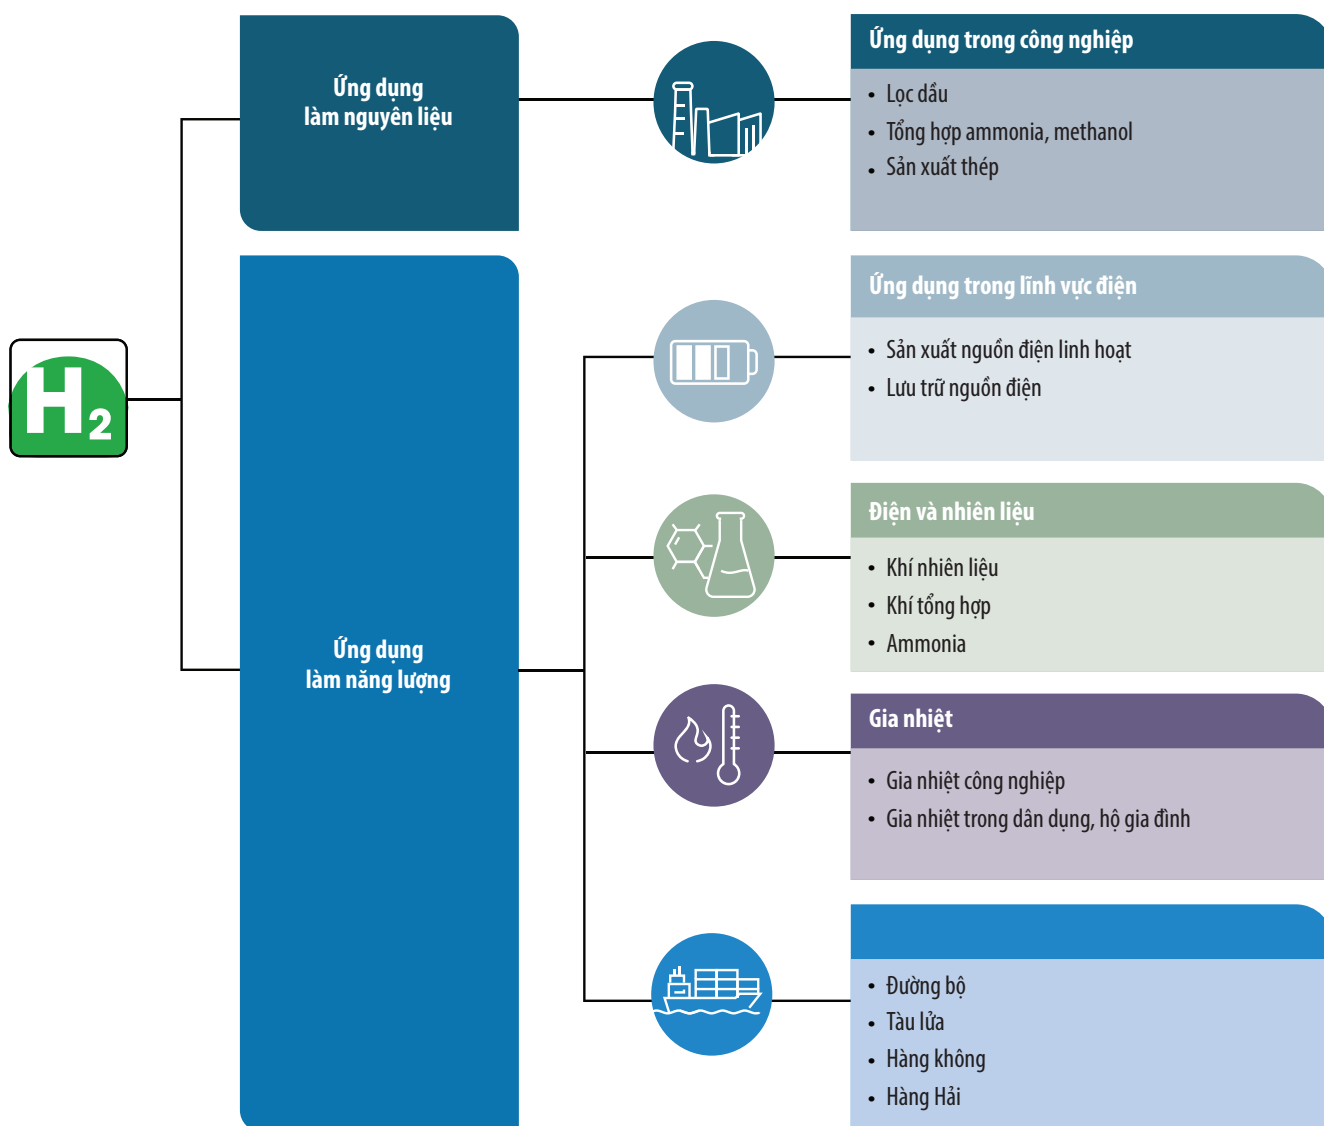 H2
Ứng dụng
làm nguyên liệu
Ứng dụng trong công nghiệp
• Lọc dầu
• Tổng hợp ammonia, methanol
• Sản xuất thép
Ứng dụng
làm năng lượng
Ứng dụng trong lĩnh vực điện
• Sản xuất nguồn điện linh hoạt
• Lưu trữ nguồn điện
Điện và nhiên liệu
• Khí nhiên liệu
• Khí tổng hợp
• Ammonia
Gia nhiệt
• Gia nhiệt công nghiệp
• Gia nhiệt trong dân dụng, hộ gia đình
• Đường bộ
• Tàu lửa
• Hàng không
• Hàng Hải